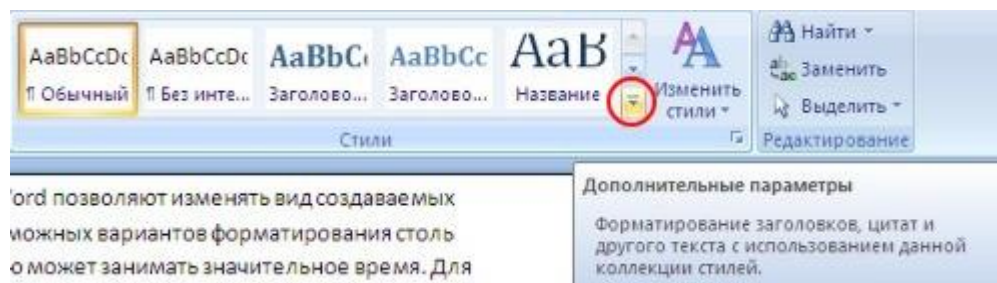 AaBbCcDc AaBbCcDc AaBbC AaBbCc АаВ
¶ Обычный ¶ Без инте... Заголово... Заголово... Название
Изменить
стили
Найти
Заменить
Выделить
Стили
Редактирование
ord позволяют изменять вид создаваемых
можных вариантов форматирования столь
о может занимать значительное время. Для
Дополнительные параметры
Форматирование заголовков, цитат и
другого текста с использованием данной
коллекции стилей.